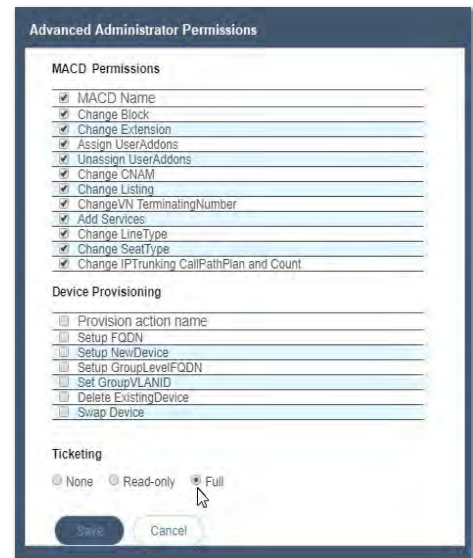 Advanced Administrator Permissions
MACD Permissions
MACD Name
Change Block
Change Extension
Assign UserAddons
Unassign UserAddons
Change CNAM
Change Listing
ChangeVN TerminatingNumber
Add Services
Change LineType
Change SeatType
Change IPTrunking CallPathPlan and Count
Device Provisioning
Provision action name
Setup FQDN
Setup NewDevice
Setup GroupLevelFQDN
Set GroupVLANID
Delete ExistingDevice
Swap Device
Ticketing
None Read-only Full
Save Cancel